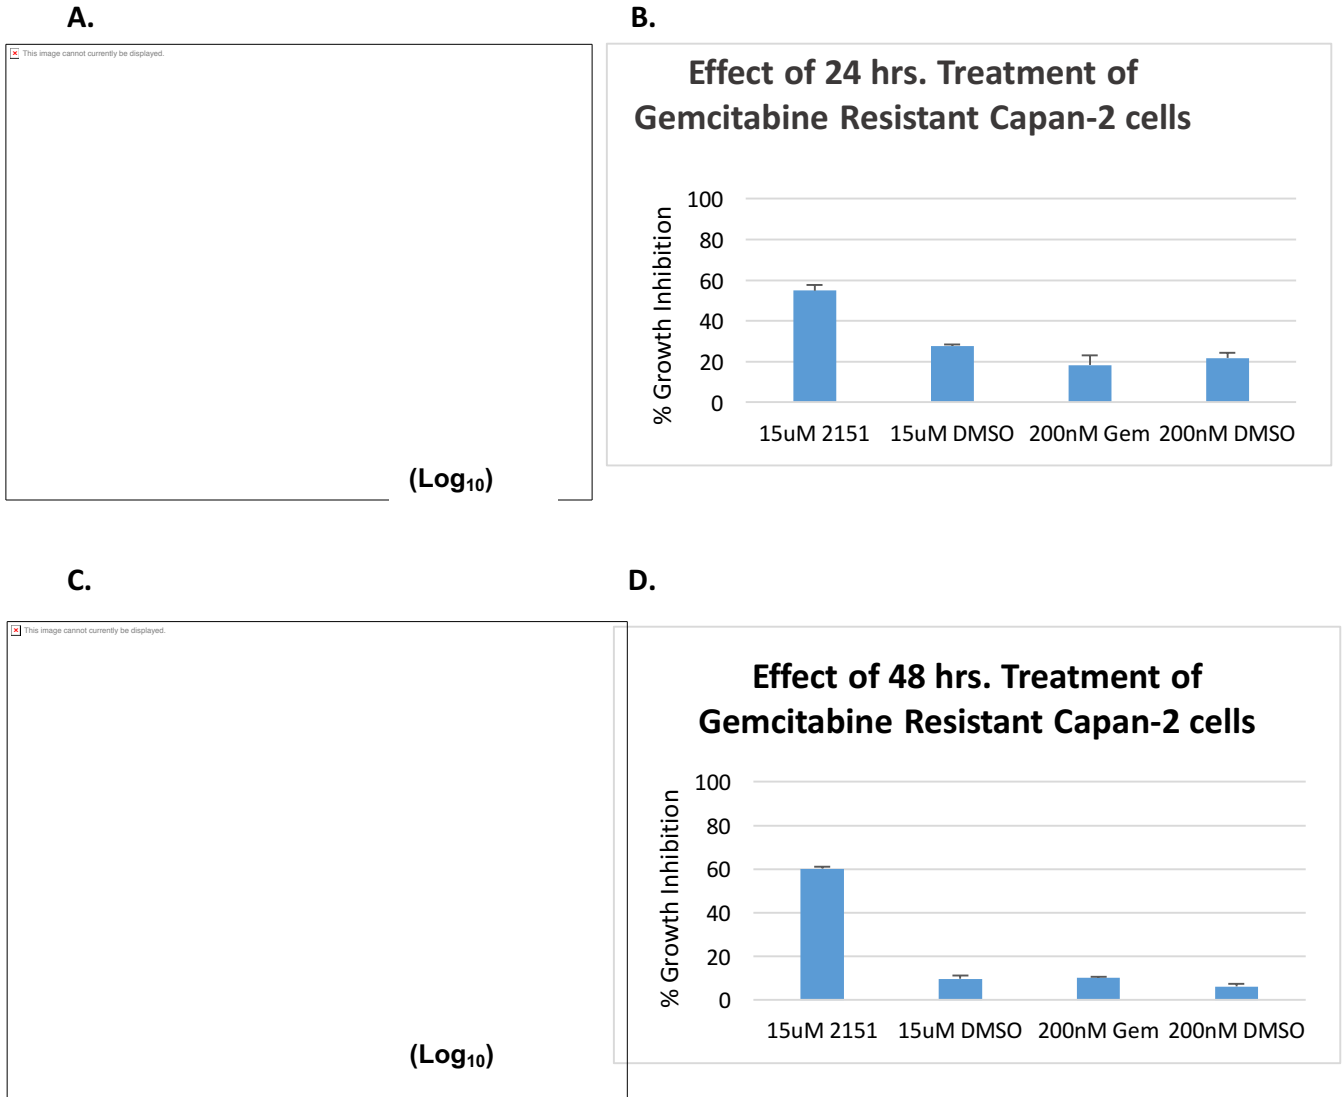 A.
This image cannot currently be displayed.
(Log₁₀)
B.
Effect of 24 hrs. Treatment of
Gemcitabine Resistant Capan-2 cells
% Growth Inhibition
100
80
60
40
20
0
15uM 2151 15uM DMSO 200nM Gem 200nM DMSO
C.
This image cannot currently be displayed.
(Log₁₀)
D.
Effect of 48 hrs. Treatment of
Gemcitabine Resistant Capan-2 cells
% Growth Inhibition
100
80
60
40
20
0
15uM 2151 15uM DMSO 200nM Gem 200nM DMSO